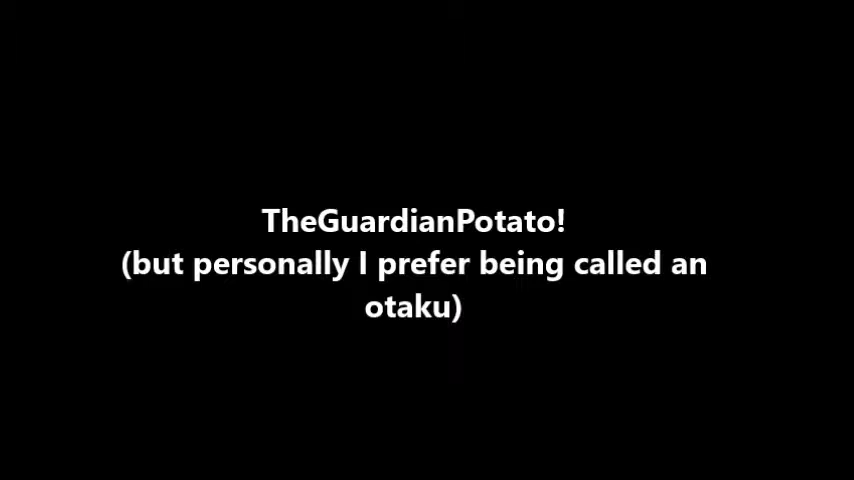 TheGuardianPotato!
(but personally I prefer being called an
otaku)